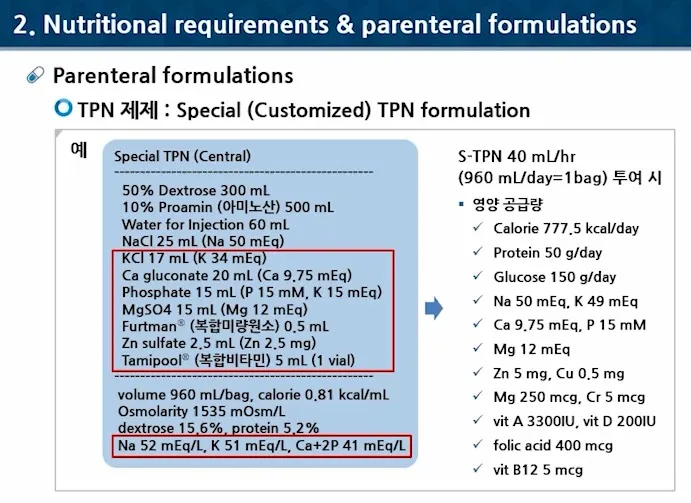 2. Nutritional requirements & parenteral formulations
Parenteral formulations
TPN 제제 : Special (Customized) TPN formulation
예
Special TPN (Central)
--------------------------------------------------
50% Dextrose 300 mL
10% Proamin (아미노산) 500 mL
Water for Injection 60 mL
NaCl 25 mL (Na 50 mEq)
KCl 17 mL (K 34 mEq)
Ca gluconate 20 mL (Ca 9.75 mEq)
Phosphate 15 mL (P 15 mM, K 15 mEq)
MgSO4 15 mL (Mg 12 mEq)
Furtman® (복합미량원소) 0.5 mL
Zn sulfate 2.5 mL (Zn 2.5 mg)
Tamipool® (복합비타민) 5 mL (1 vial)
--------------------------------------------------
volume 960 mL/bag, calorie 0.81 kcal/mL
Osmolarity 1535 mOsm/L
dextrose 15.6%, protein 5.2%
Na 52 mEq/L, K 51 mEq/L, Ca+2P 41 mEq/L
S-TPN 40 mL/hr
(960 mL/day=1bag) 투여 시
영양 공급량
Calorie 777.5 kcal/day
Protein 50 g/day
Glucose 150 g/day
Na 50 mEq, K 49 mEq
Ca 9.75 mEq, P 15 mM
Mg 12 mEq
Zn 5 mg, Cu 0.5 mg
Mg 250 mcg, Cr 5 mcg
vit A 3300IU, vit D 200IU
folic acid 400 mcg
vit B12 5 mcg